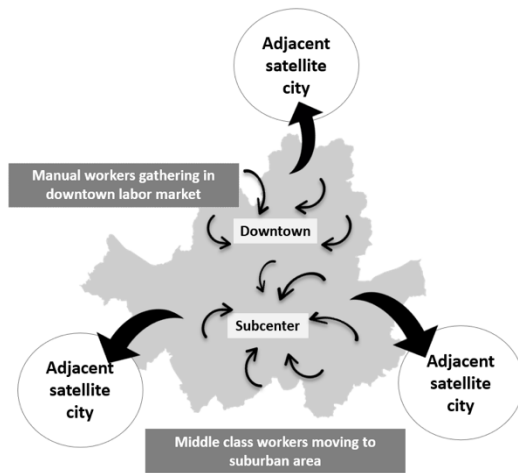 Adjacent
satellite
city
Manual workers gathering in
downtown labor market
Downtown
Subcenter
Adjacent
satellite
city
Adjacent
satellite
city
Middle class workers moving to
suburban area